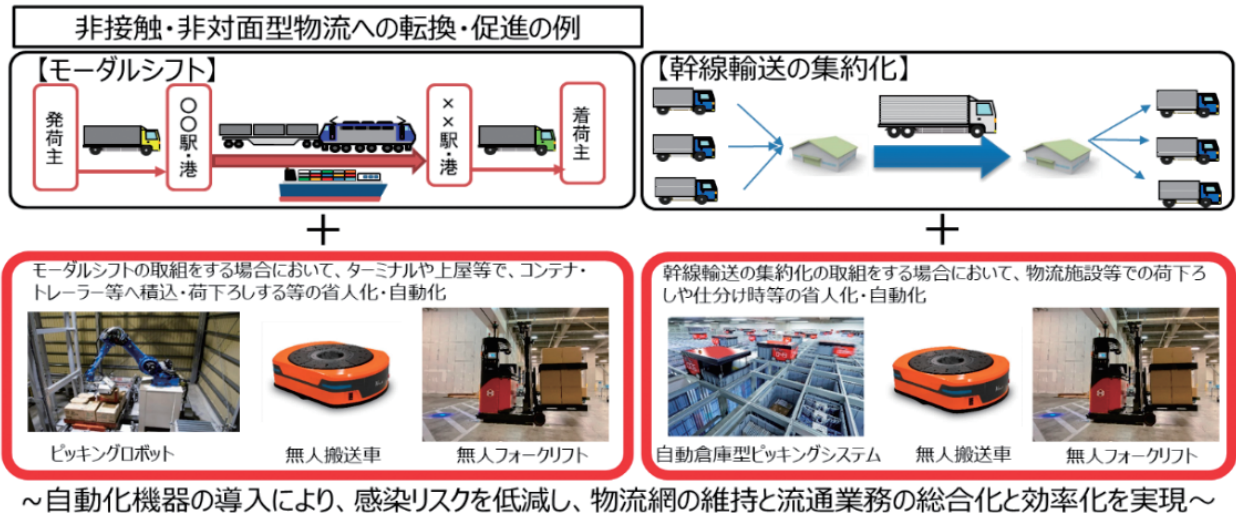 非接触・非対面型物流への転換・促進の例
【モーダルシフト】
発荷主
〇〇駅・港
××駅・港
着荷主
【幹線輸送の集約化】
＋
＋
モーダルシフトの取組をする場合において、ターミナルや上屋等で、コンテナ・
トレーラー等へ積込・荷下ろしする等の省人化・自動化
ピッキングロボット
無人搬送車
無人フォークリフト
幹線輸送の集約化の取組をする場合において、物流施設等での荷下ろ
しや仕分け時等の省人化・自動化
自動倉庫型ピッキングシステム
無人搬送車
無人フォークリフト
～自動化機器の導入により、感染リスクを低減し、物流網の維持と流通業務の総合化と効率化を実現～